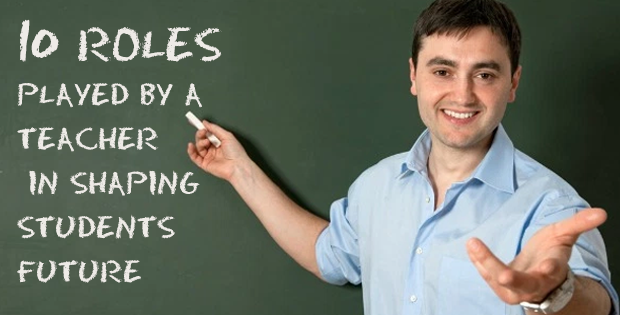 10 ROLES
PLAYED BY A
TEACHER
IN SHAPING
STUDENTS
FUTURE